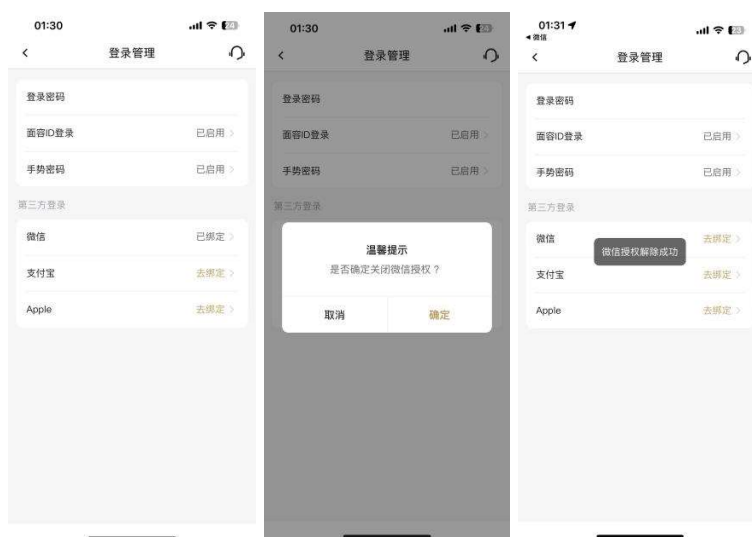 01:30
24
登录管理
登录密码
面容ID登录 已启用
手势密码 已启用
第三方登录
微信 已绑定
支付宝 去绑定
Apple 去绑定
01:30
登录管理
登录密码
面容ID登录 已启用
手势密码 已启用
第三方登录
温馨提示
是否确定关闭微信授权？
取消 确定
01:31
微信
23
登录管理
登录密码
面容ID登录 已启用
手势密码 已启用
第三方登录
微信 去绑定
微信授权解除成功
支付宝 去绑定
Apple 去绑定